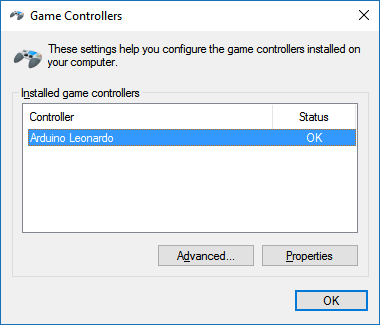 Game Controllers
These settings help you configure the game controllers installed on
your computer.
Installed game controllers
Controller Status
Arduino Leonardo OK
Advanced... Properties
OK